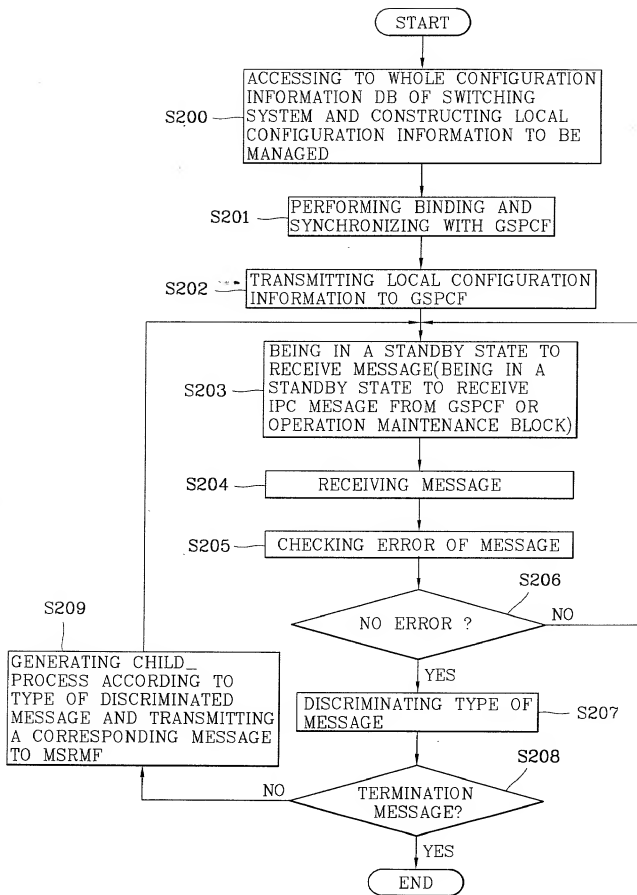 START
ACCESSING TO WHOLE CONFIGURATION
INFORMATION DB OF SWITCHING
SYSTEM AND CONSTRUCTING LOCAL
CONFIGURATION INFORMATION TO BE
MANAGED
S200
PERFORMING BINDING AND
SYNCHRONIZING WITH GSPCF
S201
TRANSMITTING LOCAL CONFIGURATION
INFORMATION TO GSPCF
S202
BEING IN A STANDBY STATE TO
RECEIVE MESSAGE(BEING IN A
STANDBY STATE TO RECEIVE
IPC MESAGE FROM GSPCF OR
OPERATION MAINTENANCE BLOCK)
S203
S204
RECEIVING MESSAGE
S205
CHECKING ERROR OF MESSAGE
S206
NO ERROR ?
NO
YES
DISCRIMINATING TYPE OF
MESSAGE
S207
S208
TERMINATION
MESSAGE?
NO
YES
S209
GENERATING CHILD_
PROCESS ACCORDING TO
TYPE OF DISCRIMINATED
MESSAGE AND TRANSMITTING
A CORRESPONDING MESSAGE
TO MSRMF
END